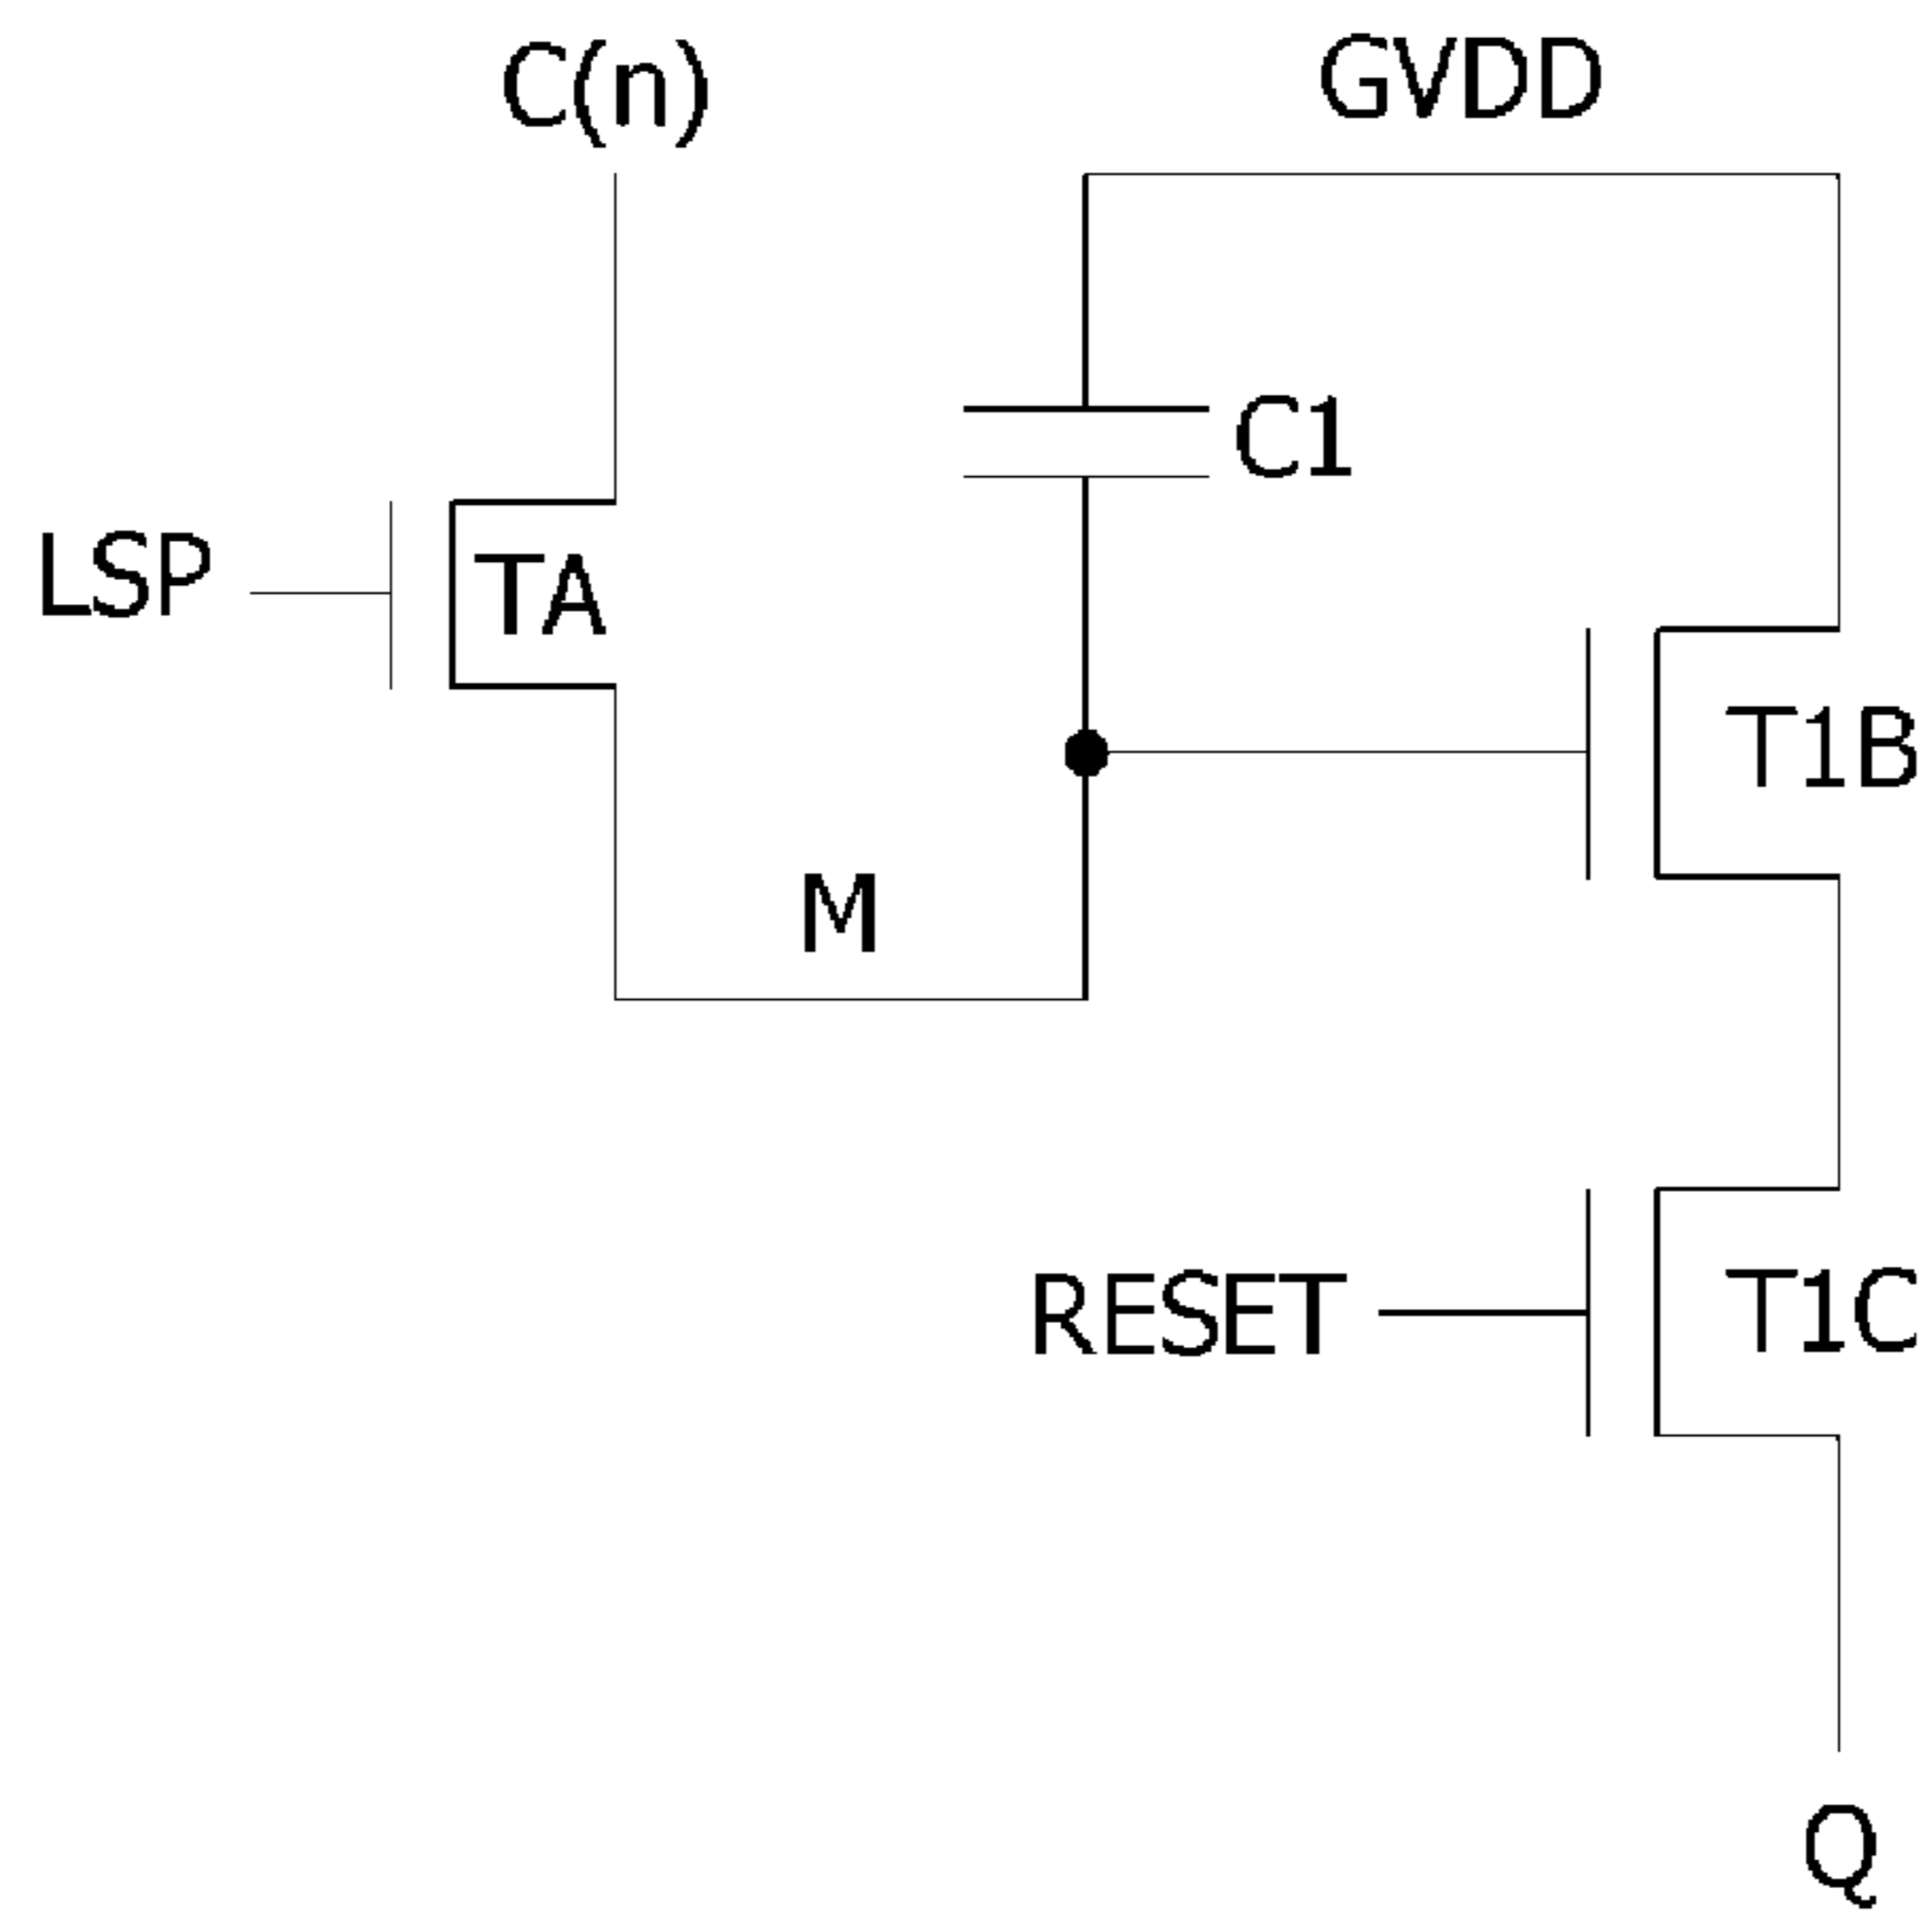 C(n)
GVDD
C1
LSP
TA
T1B
M
RESET
T1C
Q